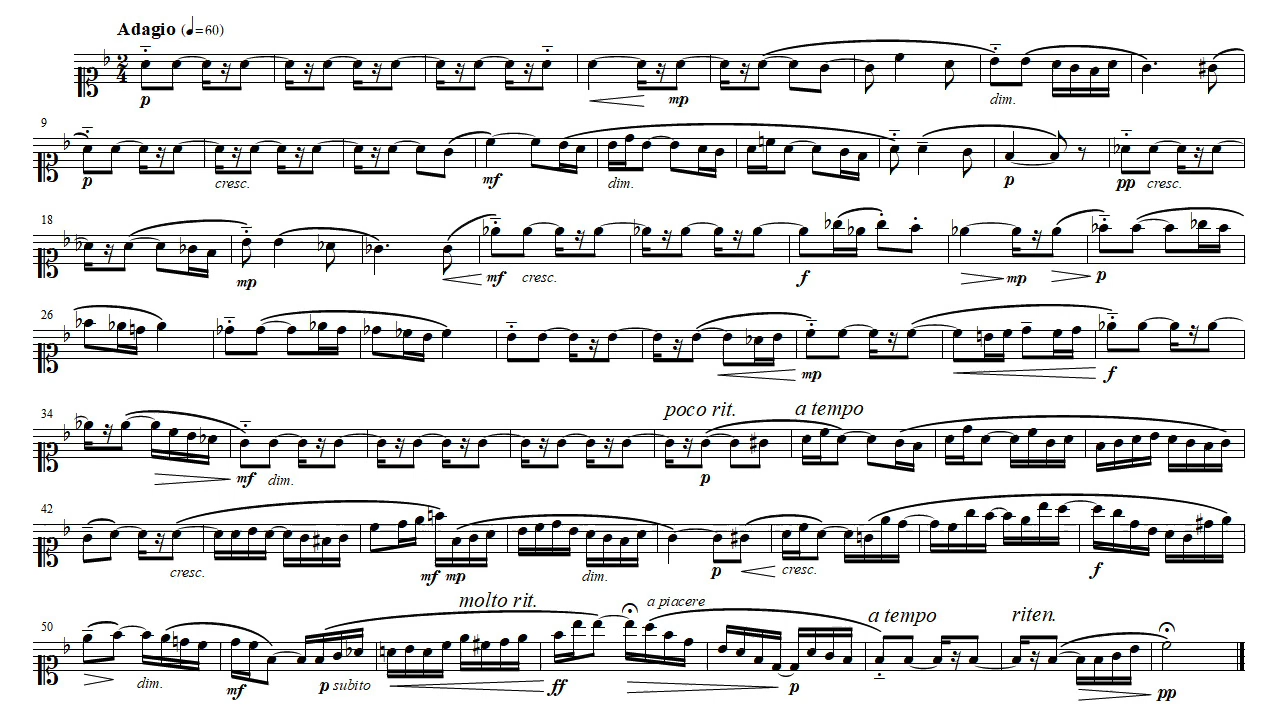 Adagio (♩=60)
2
4
p mp dim.
9
p cresc. mf dim. p pp cresc.
18
mp mf cresc. f mp p
26
mp f
poco rit. a tempo
34
mf dim. p
42
cresc. mf mp dim. p cresc. f
molto rit. a piacere a tempo riten.
50
dim. mf p subito ff p pp